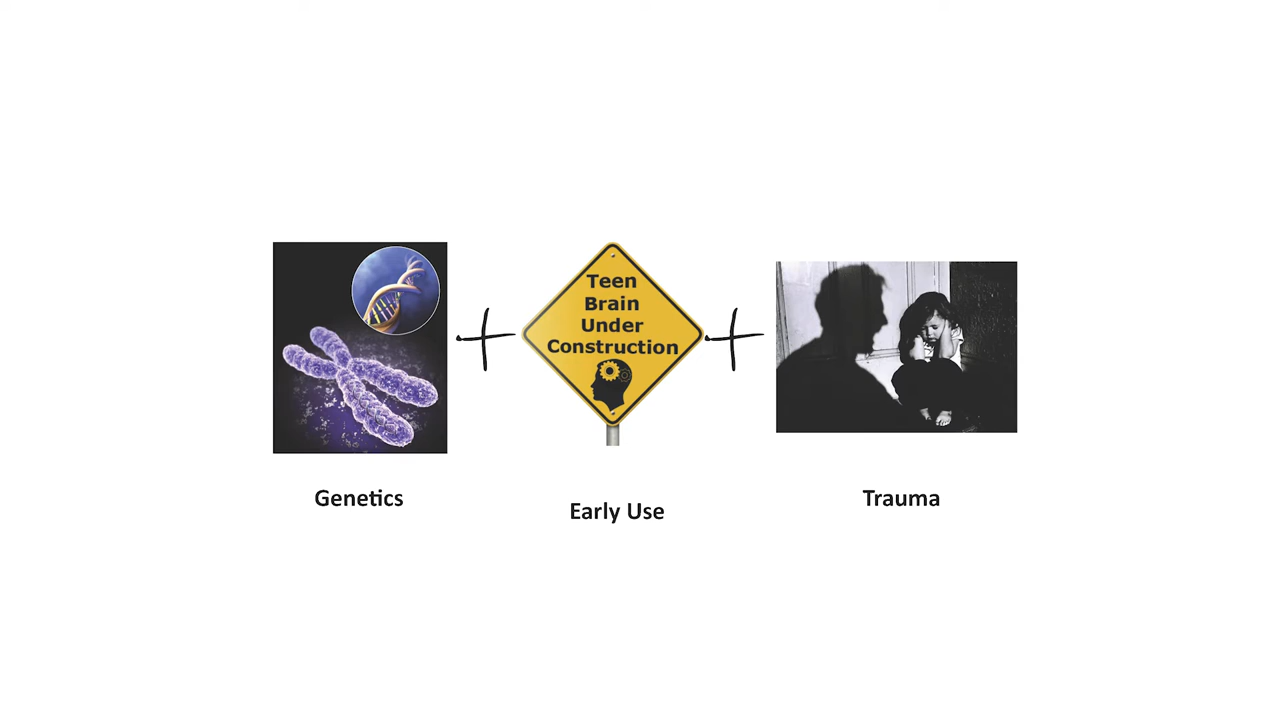 Teen
Brain
Under
Construction
Genetics
Early Use
Trauma